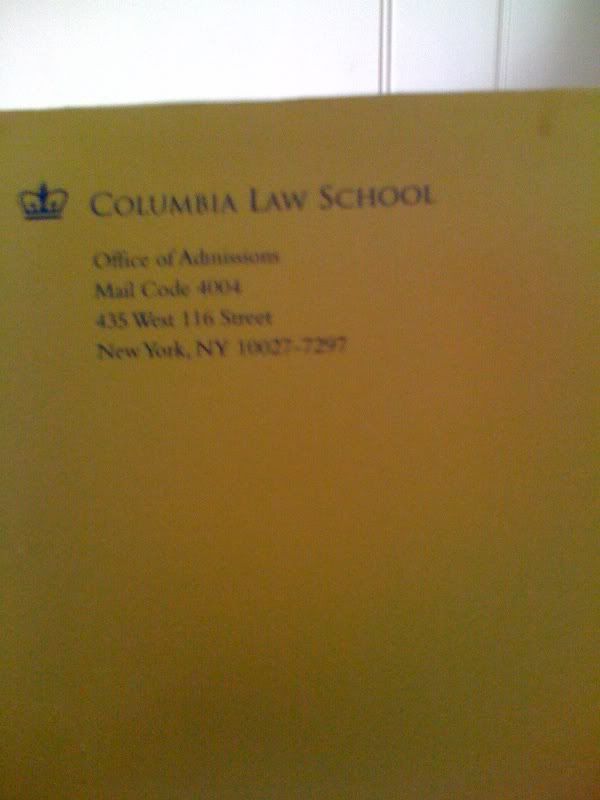 COLUMBIA LAW SCHOOL
Office of Admissions
Mail Code 4004
435 West 116 Street
New York, NY 10027-7297